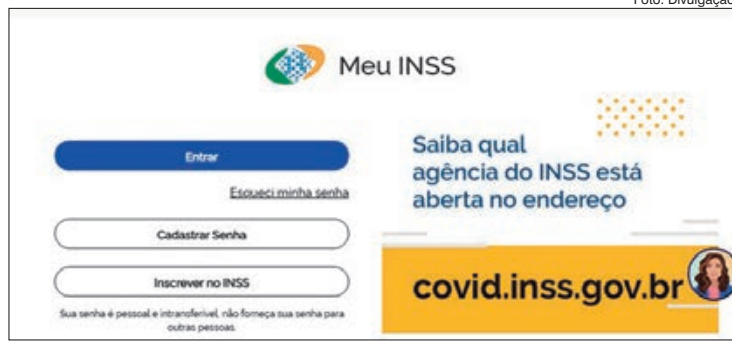 Foto: Divulgação
Meu INSS
Entrar
Esqueci minha senha
Cadastrar Senha
Inscrever no INSS
Sua senha é pessoal e intransferível, não forneça sua senha para
outras pessoas.
Saiba qual
agência do INSS está
aberta no endereço
covid.inss.gov.br